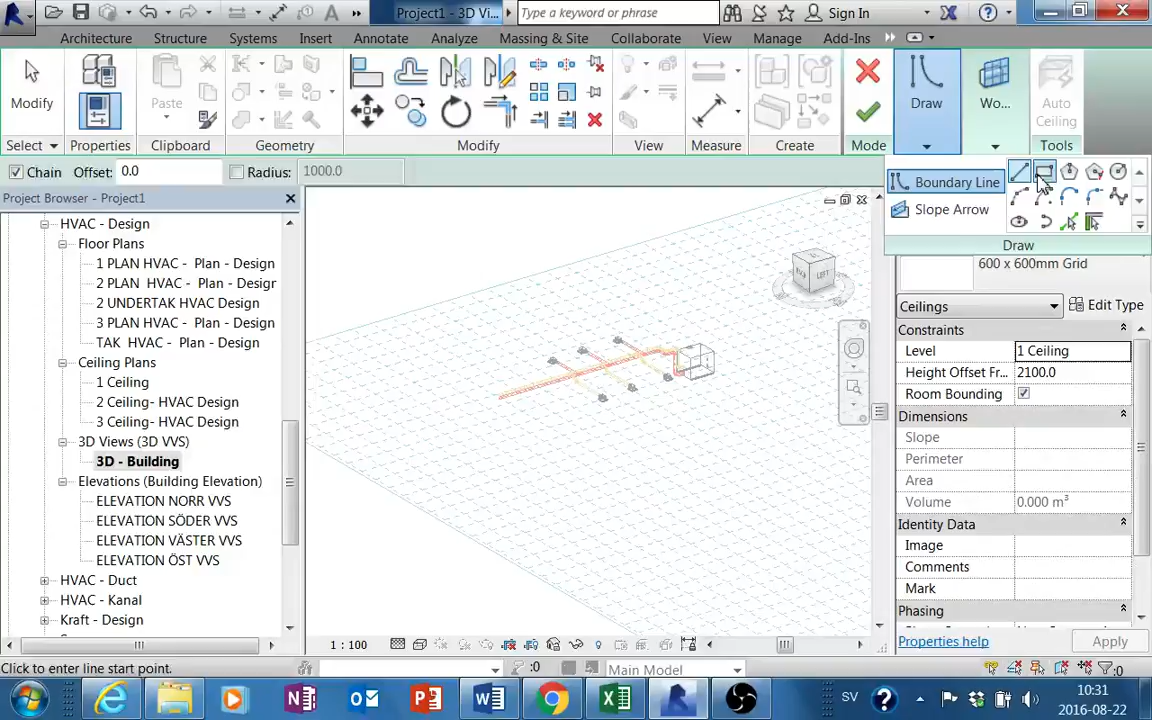 Project1 - 3D Vi...
Type a keyword or phrase
Sign In
Architecture
Structure
Systems
Insert
Annotate
Analyze
Massing & Site
Collaborate
View
Manage
Add-Ins
Modify
Paste
Draw
Wo...
Auto
Ceiling
Select
Properties
Clipboard
Geometry
Modify
View
Measure
Create
Mode
Tools
Chain
Offset:
0.0
Radius:
1000.0
Boundary Line
Slope Arrow
Draw
Project Browser - Project1
HVAC - Design
Floor Plans
1 PLAN HVAC - Plan - Design
2 PLAN HVAC - Plan - Design
2 UNDERTAK HVAC Design
3 PLAN HVAC - Plan - Design
TAK HVAC - Plan - Design
Ceiling Plans
1 Ceiling
2 Ceiling- HVAC Design
3 Ceiling- HVAC Design
3D Views (3D VVS)
3D - Building
Elevations (Building Elevation)
ELEVATION NORR VVS
ELEVATION SÖDER VVS
ELEVATION VÄSTER VVS
ELEVATION ÖST VVS
HVAC - Duct
HVAC - Kanal
Kraft - Design
LEFT
600 x 600mm Grid
Ceilings
Edit Type
Constraints
Level
1 Ceiling
Height Offset Fr...
2100.0
Room Bounding
Dimensions
Slope
Perimeter
Area
Volume
0.000 m³
Identity Data
Image
Comments
Mark
Phasing
Properties help
Apply
1 : 100
Click to enter line start point.
:0
Main Model
:0
SV
10:31
2016-08-22